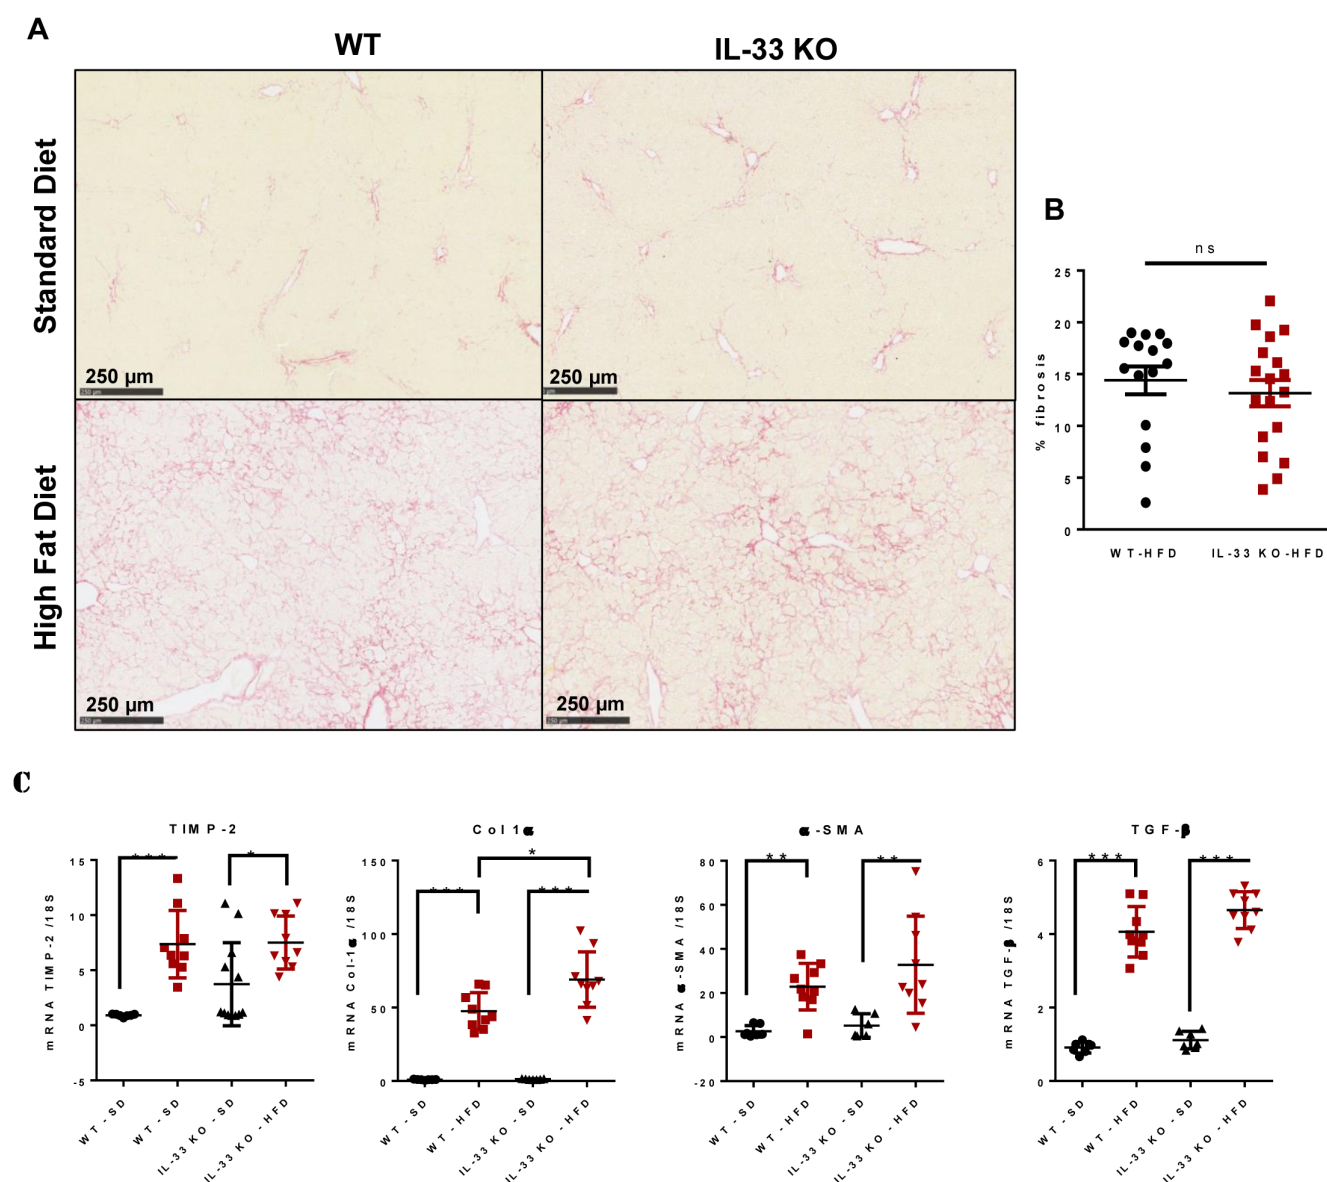 A
WT
IL-33 KO
Standard Diet
High Fat Diet
250 µm
250 µm
250 µm
250 µm
B
ns
25
20
15
10
5
0
% fibrosis
WT-HFD
IL-33 KO-HFD
C
TIMP-2
***
*
15
10
5
0
-5
mRNA TIMP-2 /18S
WT-SD
WT-SD
IL-33 KO-SD
IL-33 KO-HFD
Col 1α
*
***
***
150
100
50
0
mRNA Col-1α /18S
WT-SD
WT-HFD
IL-33 KO-SD
IL-33 KO-HFD
α-SMA
**
**
80
60
40
20
0
-20
mRNA α-SMA /18S
WT-SD
WT-HFD
IL-33 KO-SD
IL-33 KO-HFD
TGF-β
***
***
6
4
2
0
mRNA TGF-β /18S
WT-SD
WT-HFD
IL-33 KO-SD
IL-33 KO-HFD